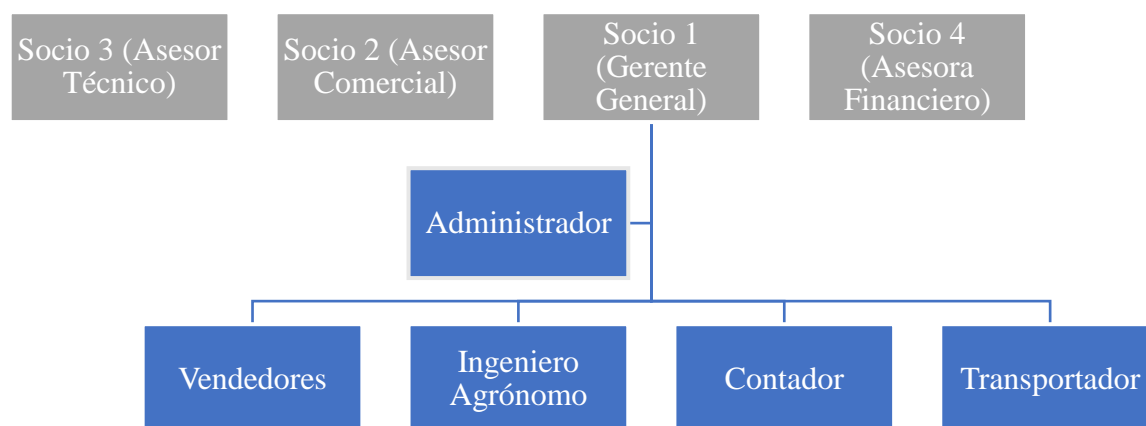 Socio 3 (Asesor
Técnico)
Socio 2 (Asesor
Comercial)
Socio 1
(Gerente
General)
Socio 4
(Asesora
Financiero)
Administrador
Vendedores
Ingeniero
Agrónomo
Contador
Transportador